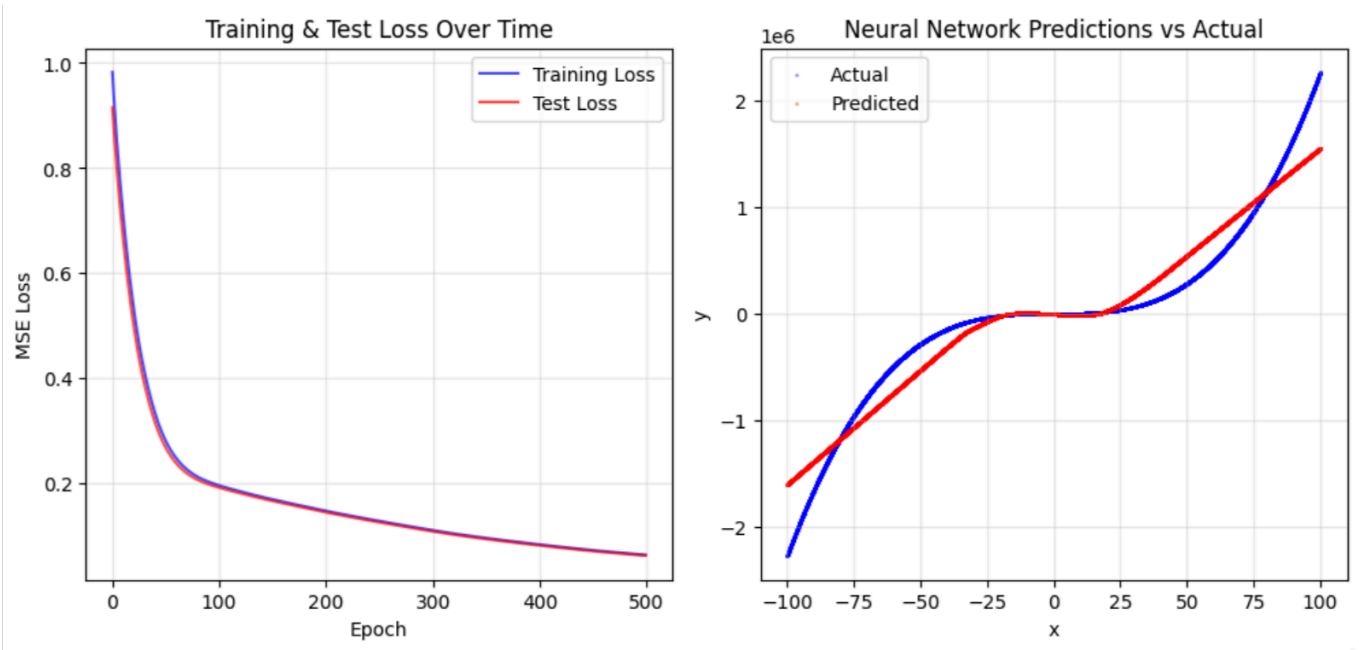 Training & Test Loss Over Time
Training Loss
Test Loss
1.0
0.8
0.6
0.4
0.2
MSE Loss
0 100 200 300 400 500
Epoch
Neural Network Predictions vs Actual
1e6
Actual
Predicted
2
1
0
−1
−2
y
−100 −75 −50 −25 0 25 50 75 100
x